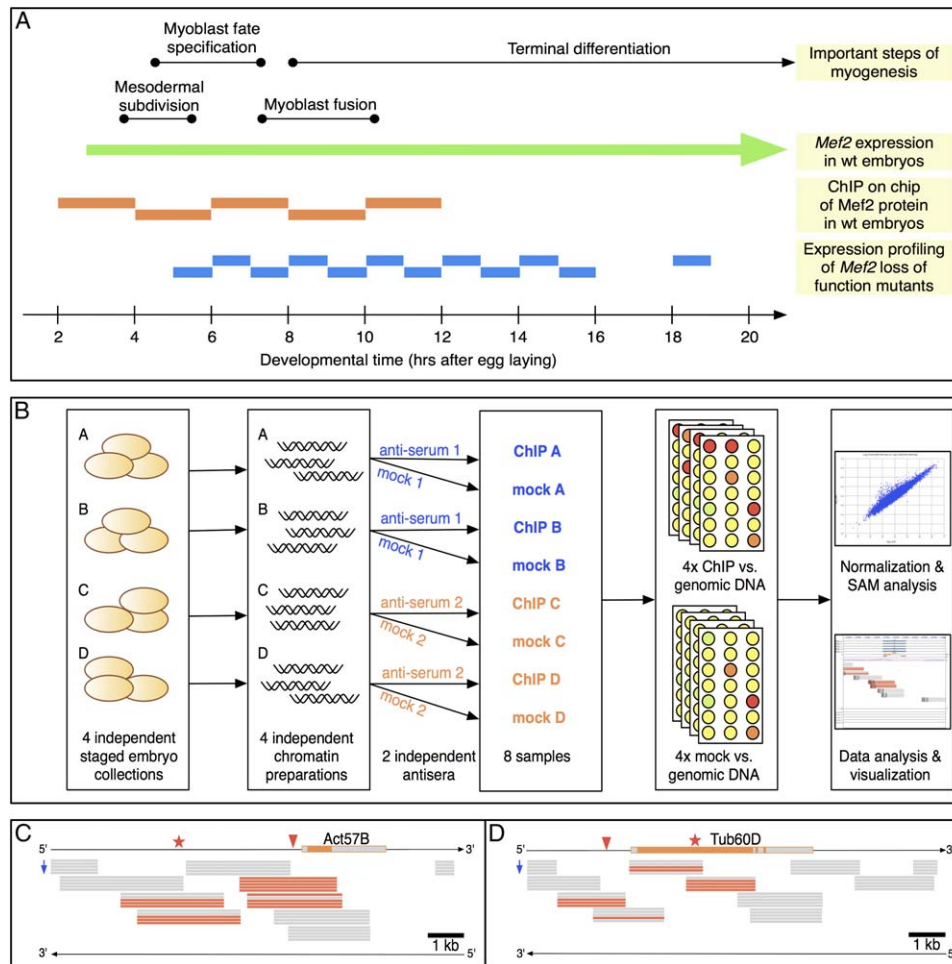 A
Myoblast fate
specification
Terminal differentiation
Important steps of
myogenesis
Mesodermal
subdivision
Myoblast fusion
Mef2 expression
in wt embryos
ChIP on chip
of Mef2 protein
in wt embryos
Expression profiling
of Mef2 loss of
function mutants
2 4 6 8 10 12 14 16 18 20
Developmental time (hrs after egg laying)
B
A
B
C
D
4 independent
staged embryo
collections
A
B
C
D
4 independent
chromatin
preparations
anti-serum 1
mock 1
anti-serum 1
mock 1
anti-serum 2
mock 2
anti-serum 2
mock 2
2 independent
antisera
ChIP A
mock A
ChIP B
mock B
ChIP C
mock C
ChIP D
mock D
8 samples
4x ChIP vs.
genomic DNA
4x mock vs.
genomic DNA
Normalization &
SAM analysis
Data analysis &
visualization
C
5' Act57B 3'
1 kb
3' 5'
D
5' Tub60D 3'
1 kb
3' 5'